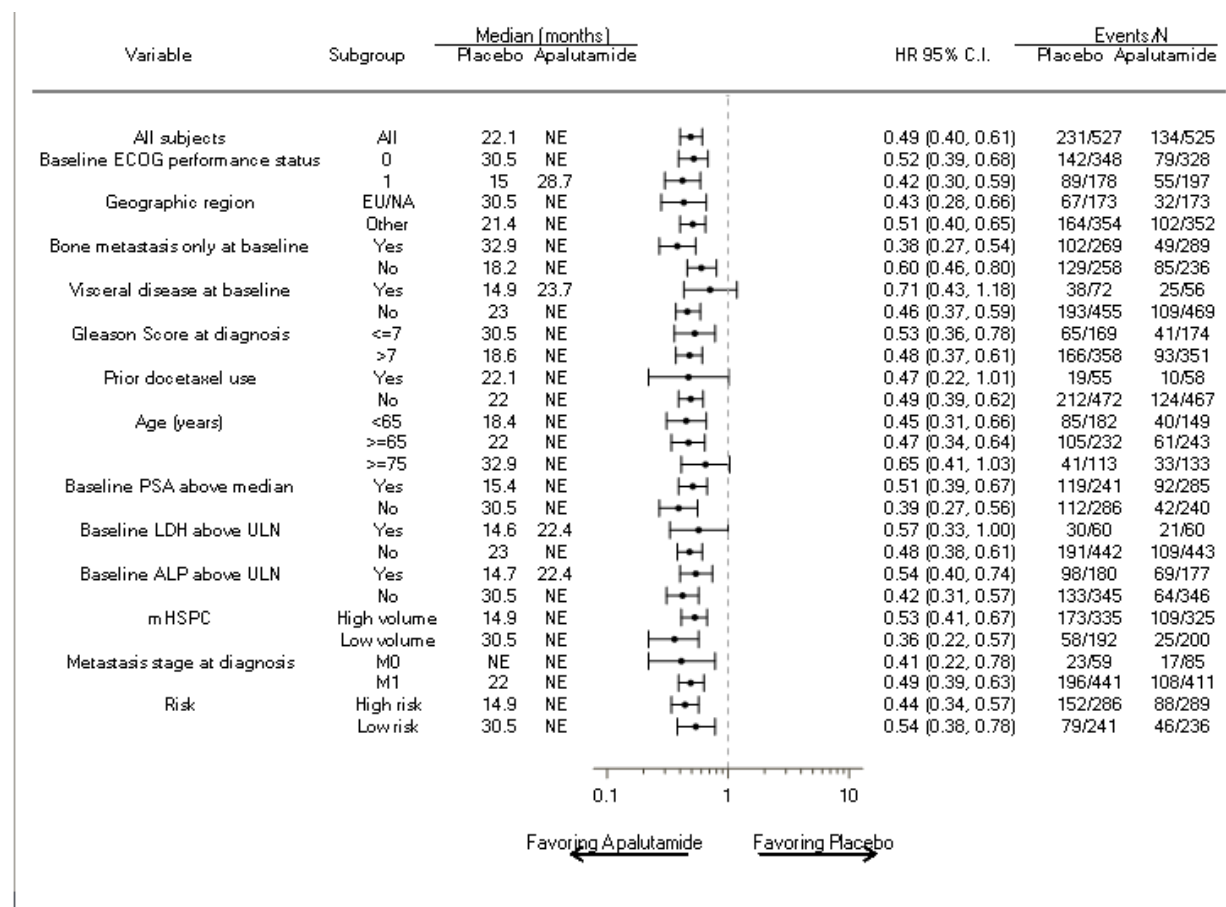 Median (months) Events/N
Variable Subgroup Placebo Apalutamide HR 95% C.I. Placebo Apalutamide
All subjects All 22.1 NE 0.49 (0.40, 0.61) 231/527 134/525
Baseline ECOG performance status 0 30.5 NE 0.52 (0.39, 0.68) 142/348 79/328
1 15 28.7 0.42 (0.30, 0.59) 89/178 55/197
Geographic region EU/NA 30.5 NE 0.43 (0.28, 0.66) 67/173 32/173
Other 21.4 NE 0.51 (0.40, 0.65) 164/354 102/352
Bone metastasis only at baseline Yes 32.9 NE 0.38 (0.27, 0.54) 102/269 49/289
No 18.2 NE 0.60 (0.46, 0.80) 129/258 85/236
Visceral disease at baseline Yes 14.9 23.7 0.71 (0.43, 1.18) 38/72 25/56
No 23 NE 0.46 (0.37, 0.59) 193/455 109/469
Gleason Score at diagnosis <=7 30.5 NE 0.53 (0.36, 0.78) 65/169 41/174
>7 18.6 NE 0.48 (0.37, 0.61) 166/358 93/351
Prior docetaxel use Yes 22.1 NE 0.47 (0.22, 1.01) 19/55 10/58
No 22 NE 0.49 (0.39, 0.62) 212/472 124/467
Age (years) <65 18.4 NE 0.45 (0.31, 0.66) 85/182 40/149
>=65 22 NE 0.47 (0.34, 0.64) 105/232 61/243
>=75 32.9 NE 0.65 (0.41, 1.03) 41/113 33/133
Baseline PSA above median Yes 15.4 NE 0.51 (0.39, 0.67) 119/241 92/285
No 30.5 NE 0.39 (0.27, 0.56) 112/286 42/240
Baseline LDH above ULN Yes 14.6 22.4 0.57 (0.33, 1.00) 30/60 21/60
No 23 NE 0.48 (0.38, 0.61) 191/442 109/443
Baseline ALP above ULN Yes 14.7 22.4 0.54 (0.40, 0.74) 98/180 69/177
No 30.5 NE 0.42 (0.31, 0.57) 133/345 64/346
mHSPC High volume 14.9 NE 0.53 (0.41, 0.67) 173/335 109/325
Low volume 30.5 NE 0.36 (0.22, 0.57) 58/192 25/200
Metastasis stage at diagnosis M0 NE NE 0.41 (0.22, 0.78) 23/59 17/85
M1 22 NE 0.49 (0.39, 0.63) 196/441 108/411
Risk High risk 14.9 NE 0.44 (0.34, 0.57) 152/286 88/289
Low risk 30.5 NE 0.54 (0.38, 0.78) 79/241 46/236
0.1 1 10
Favoring Apalutamide Favoring Placebo